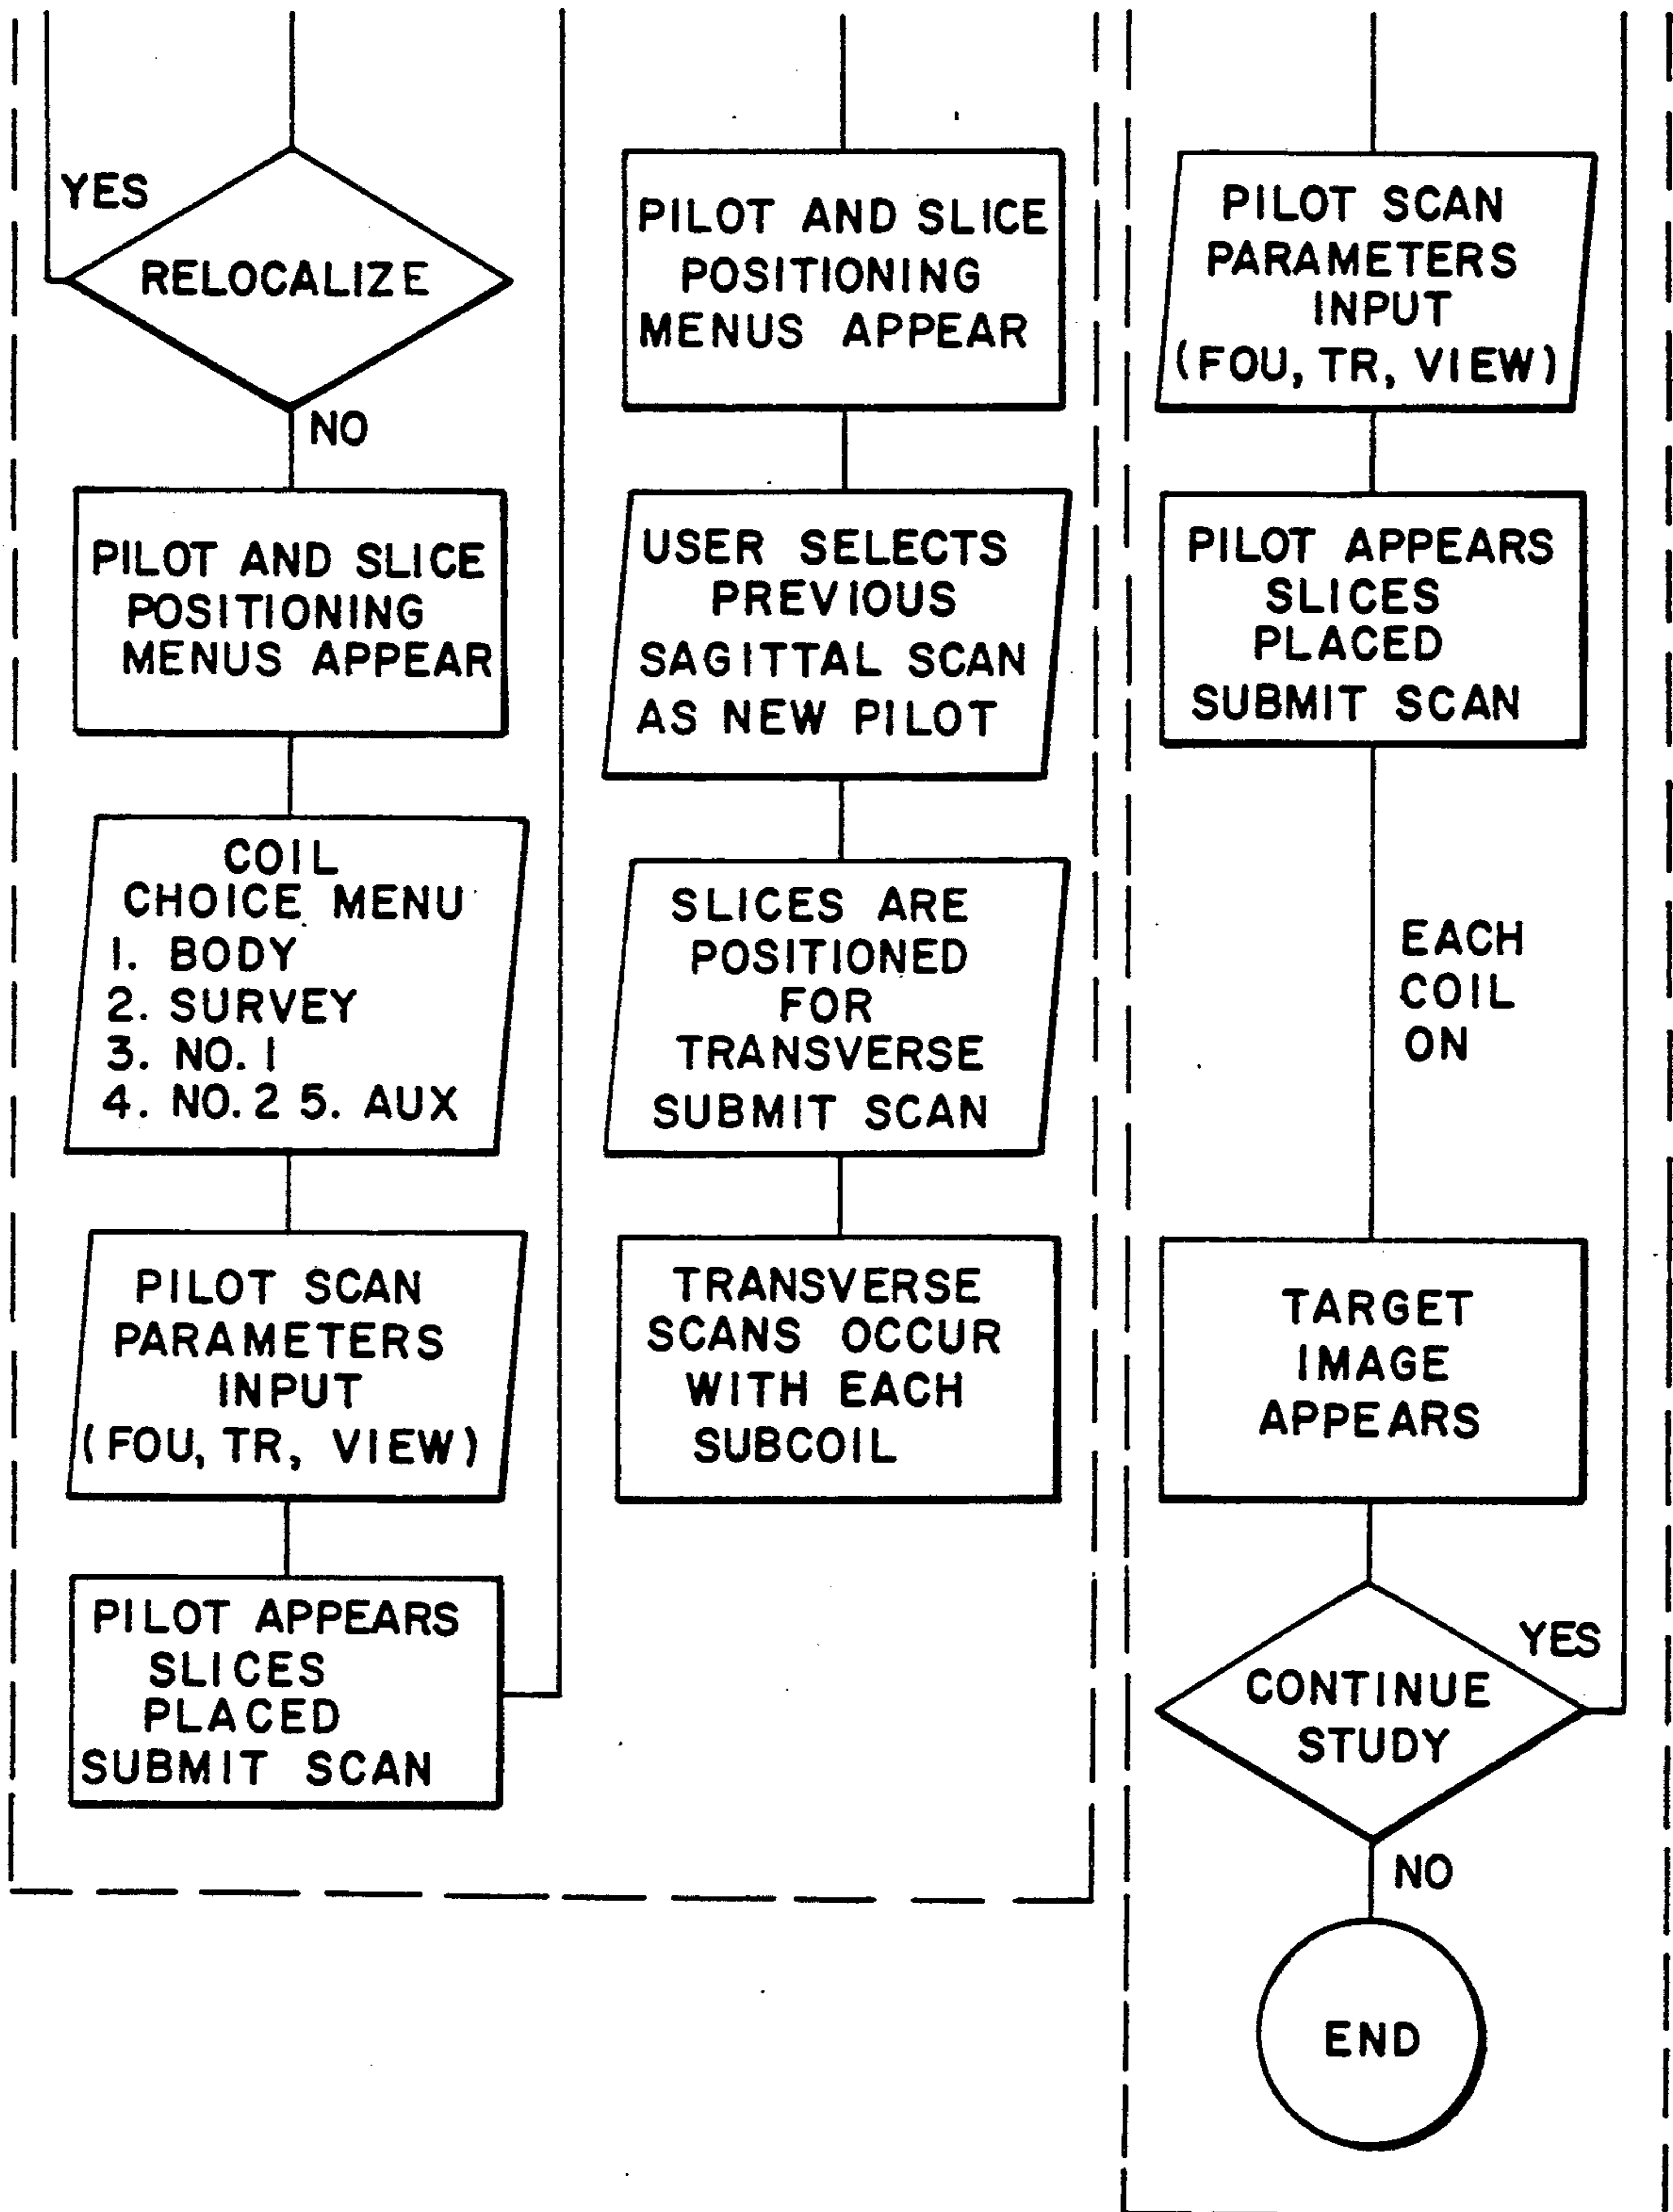 YES
RELOCALIZE
NO
PILOT AND SLICE
POSITIONING
MENUS APPEAR
COIL
CHOICE MENU
1. BODY
2. SURVEY
3. NO. 1
4. NO. 2 5. AUX
PILOT SCAN
PARAMETERS
INPUT
(FOU, TR, VIEW)
PILOT APPEARS
SLICES
PLACED
SUBMIT SCAN
PILOT AND SLICE
POSITIONING
MENUS APPEAR
USER SELECTS
PREVIOUS
SAGITTAL SCAN
AS NEW PILOT
SLICES ARE
POSITIONED
FOR
TRANSVERSE
SUBMIT SCAN
TRANSVERSE
SCANS OCCUR
WITH EACH
SUBCOIL
PILOT SCAN
PARAMETERS
INPUT
(FOU, TR, VIEW)
PILOT APPEARS
SLICES
PLACED
SUBMIT SCAN
EACH
COIL
ON
TARGET
IMAGE
APPEARS
YES
CONTINUE
STUDY
NO
END